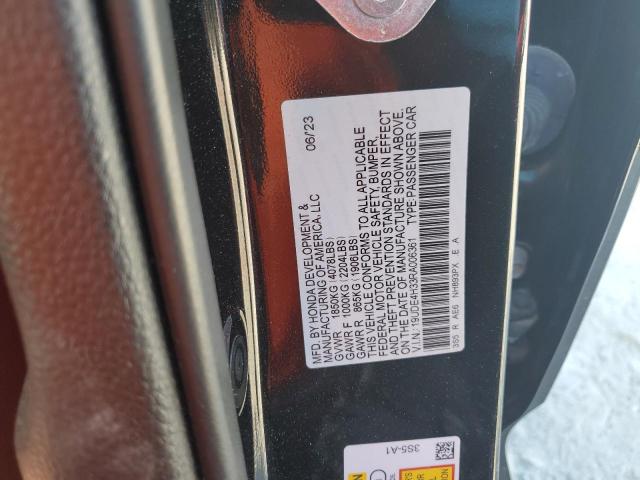 MFD. BY HONDA DEVELOPMENT &
MANUFACTURING OF AMERICA, LLC 06/23
GVWR 1850KG (4078LBS)
GAWR F 1000KG (2204LBS)
GAWR R 865KG (1906LBS)
THIS VEHICLE CONFORMS TO ALL APPLICABLE
FEDERAL MOTOR VEHICLE SAFETY, BUMPER,
AND THEFT PREVENTION STANDARDS IN EFFECT
ON THE DATE OF MANUFACTURE SHOWN ABOVE.
V.I.N.: 19UDE4H33RA006361 TYPE:PASSENGER CAR
3S5 R AE6 NH893PX E A
3S5-A1